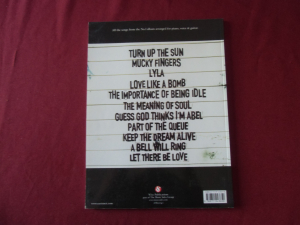 TURN UP THE SUN
MUCKY FINGERS
LYLA
LOVE LIKE A BOMB
THE IMPORTANCE OF BEING IDLE
THE MEANING OF SOUL
GUESS GOD THINKS I'M ABEL
PART OF THE QUEUE
KEEP THE DREAM ALIVE
A BELL WILL RING
LET THERE BE LOVE